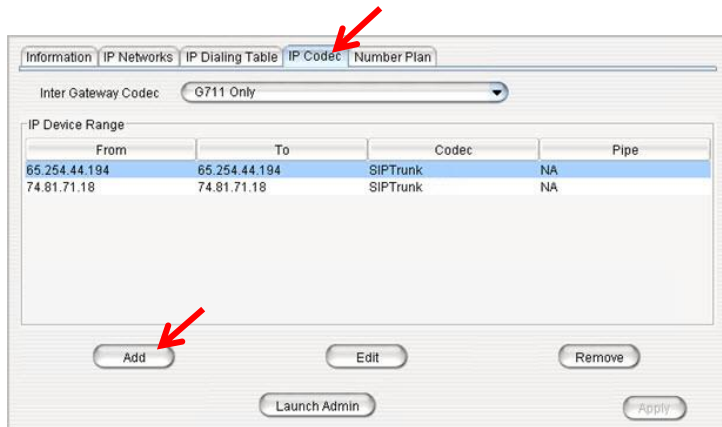 Information IP Networks IP Dialing Table IP Codec Number Plan
Inter Gateway Codec G711 Only
IP Device Range
From To Codec Pipe
65.254.44.194 65.254.44.194 SIPTrunk NA
74.81.71.18 74.81.71.18 SIPTrunk NA
Add Edit Remove
Launch Admin Apply